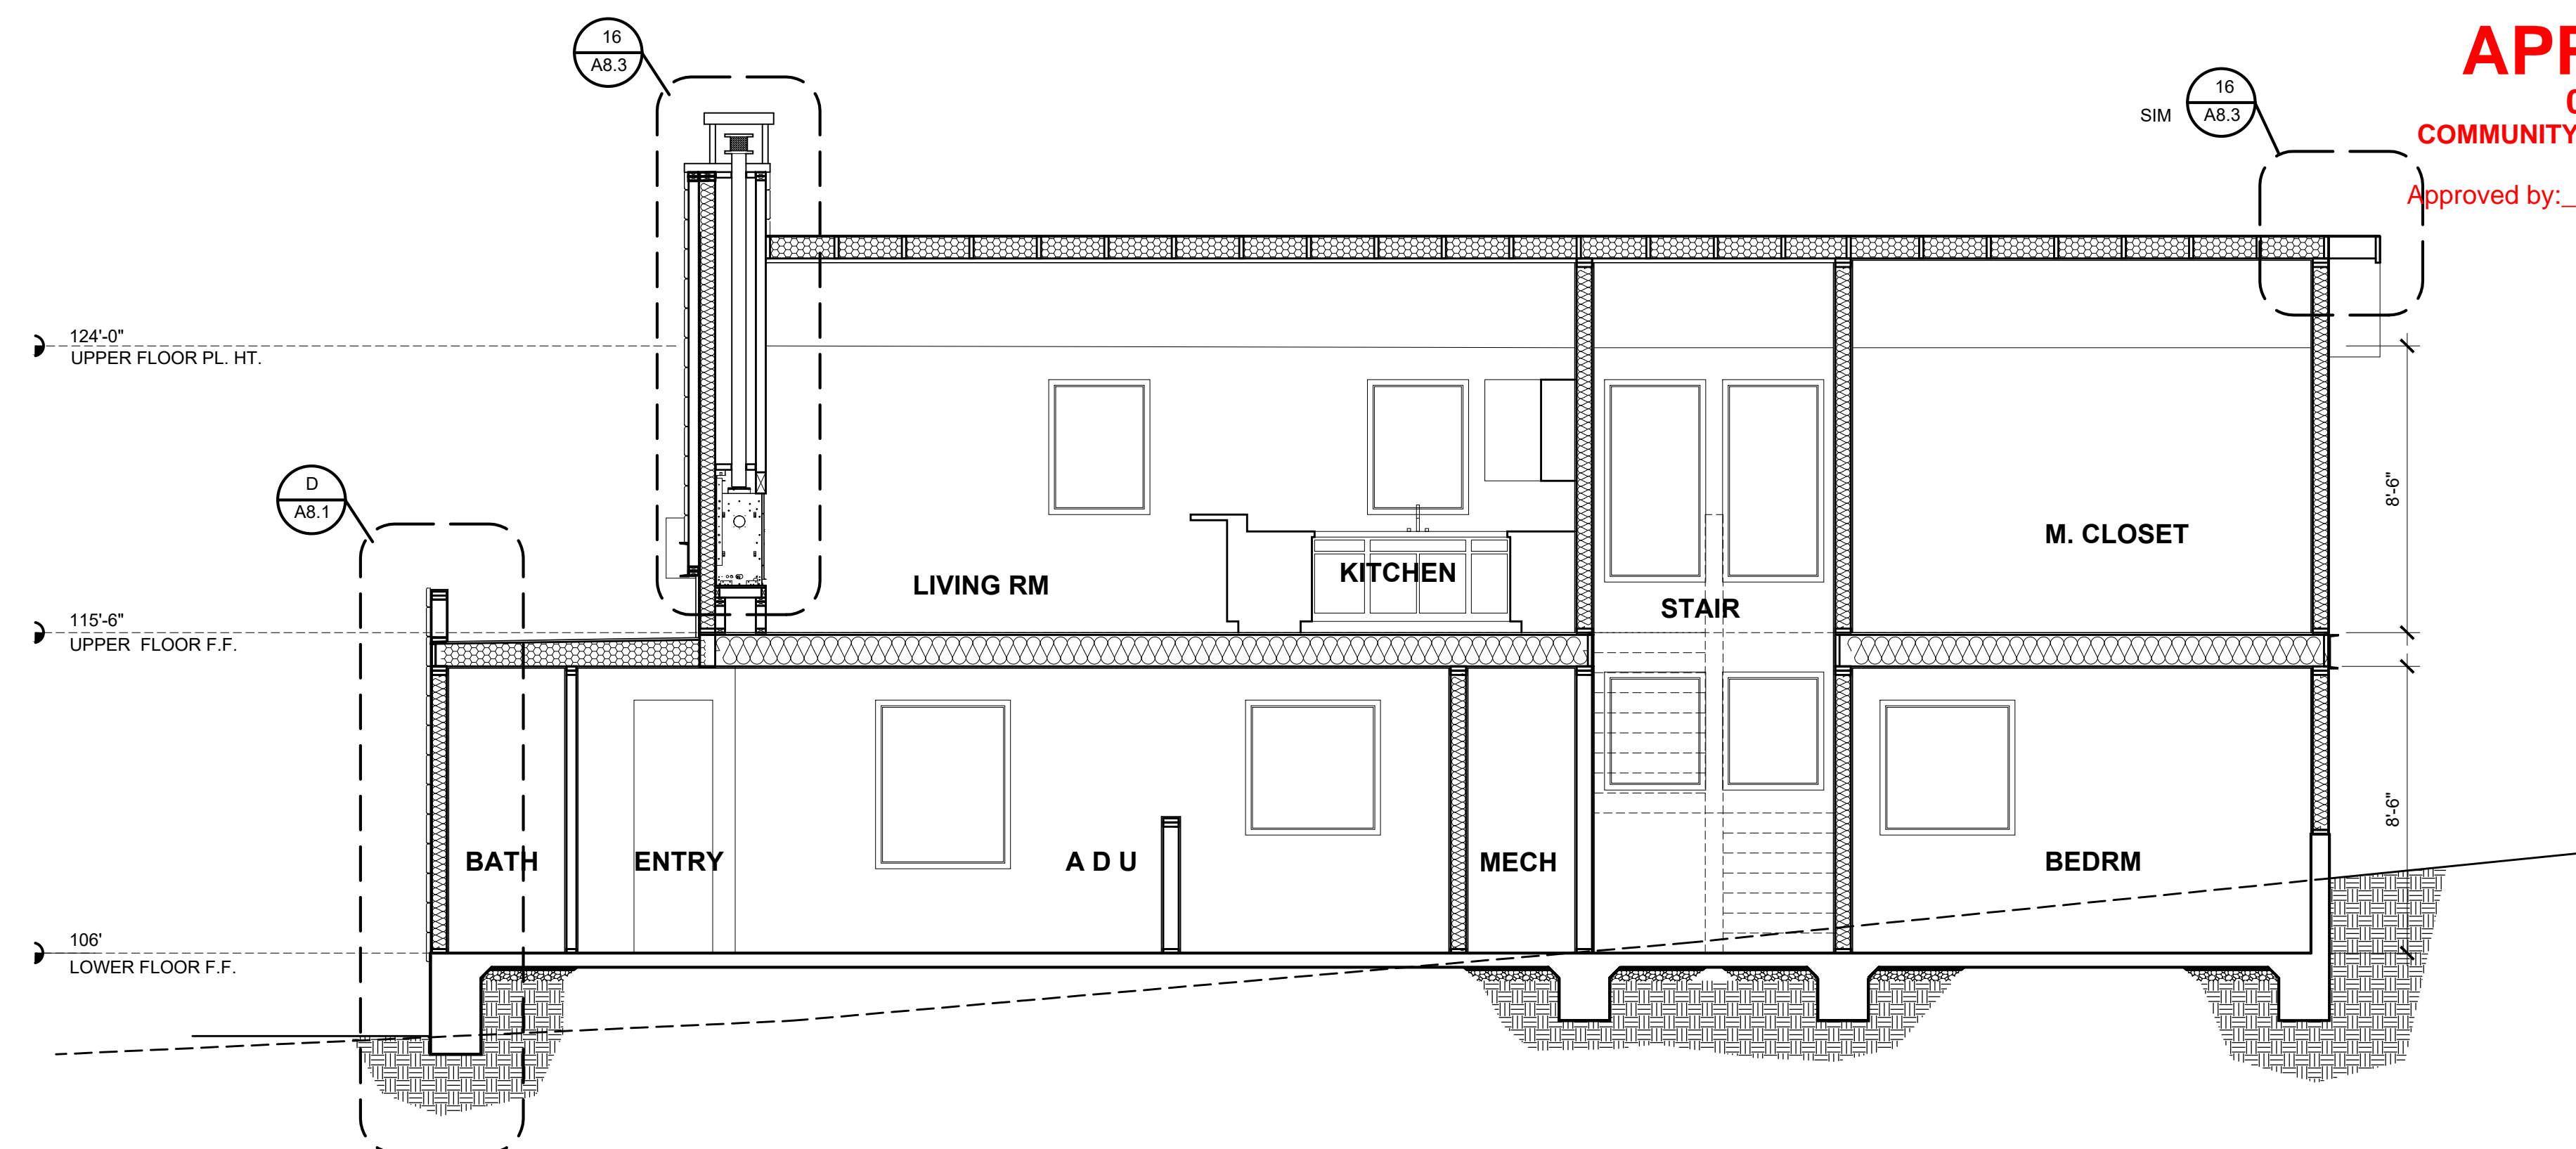 16
A8.3
16
A8.3
SIM
APP
COMMUNITY
Approved by:_
124'-0"
UPPER FLOOR PL. HT.
D
A8.1
8'-6"
M. CLOSET
LIVING RM
KITCHEN
STAIR
115'-6"
UPPER FLOOR F.F.
8'-6"
BATH
ENTRY
A D U
MECH
BEDRM
106'
LOWER FLOOR F.F.